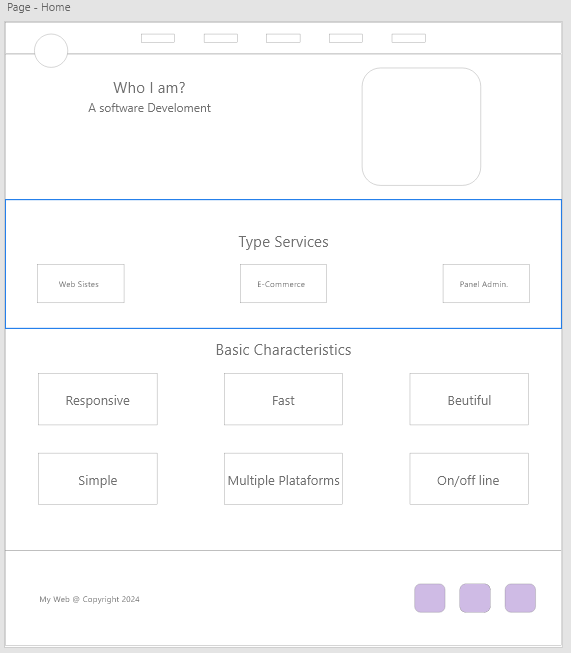 Page - Home
Who I am?
A software Develoment
Type Services
Web Sistes
E-Commerce
Panel Admin.
Basic Characteristics
Responsive
Fast
Beutiful
Simple
Multiple Plataforms
On/off line
My Web @ Copyright 2024